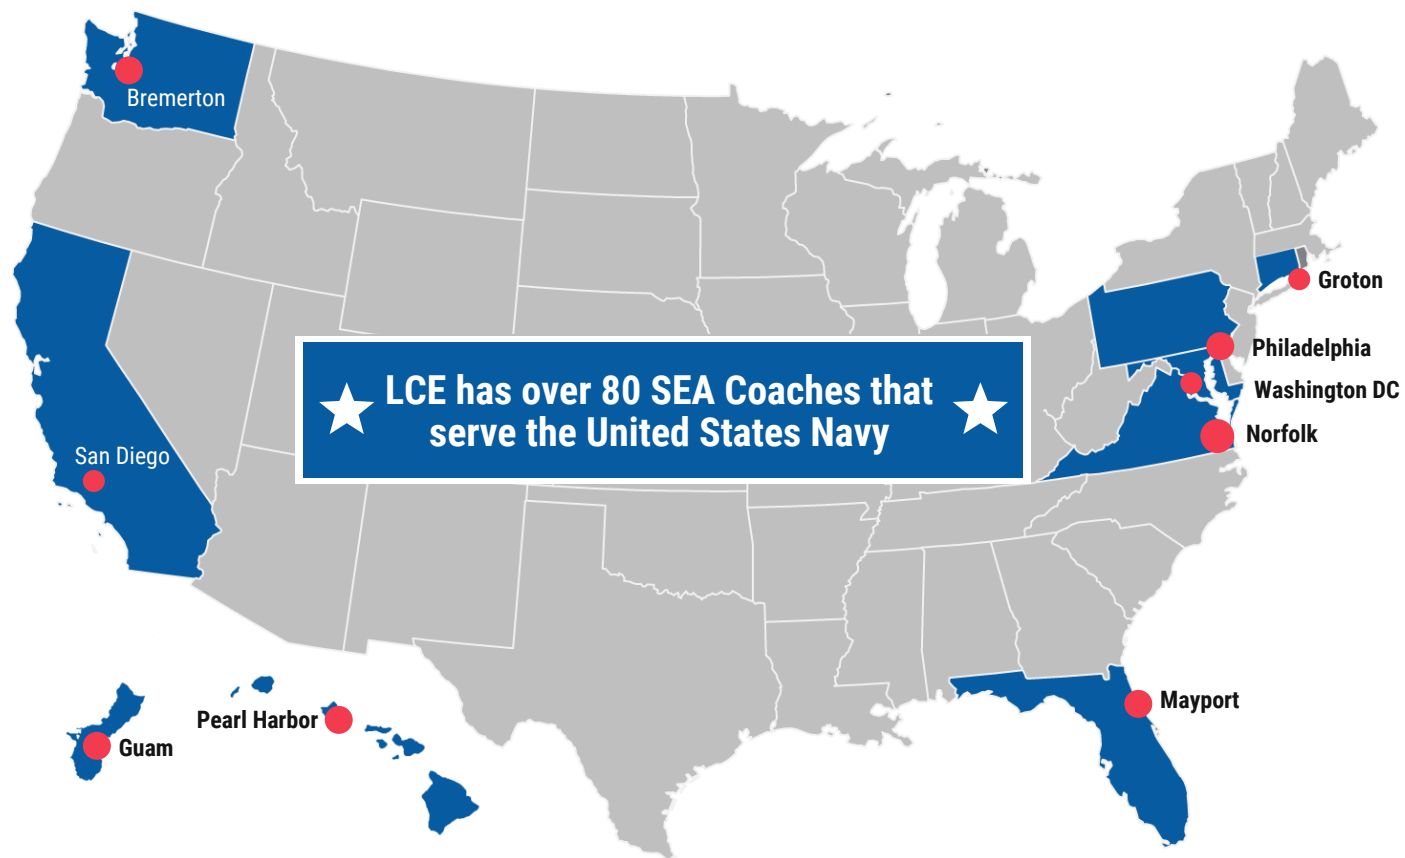 Bremerton
Groton
Philadelphia
LCE has over 80 SEA Coaches that
serve the United States Navy
Washington DC
Norfolk
San Diego
Mayport
Pearl Harbor
Guam